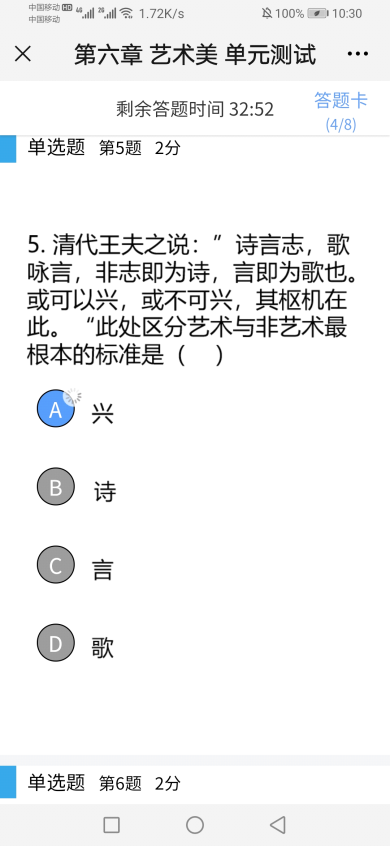 中国移动 HD 4G 2G 1.72K/s 100% 10:30
中国移动
第六章 艺术美 单元测试
剩余答题时间 32:52
答题卡
(4/8)
单选题 第5题 2分
5. 清代王夫之说：”诗言志，歌
咏言，非志即为诗，言即为歌也。
或可以兴，或不可兴，其枢机在
此。“此处区分艺术与非艺术最
根本的标准是（ ）
A 兴
B 诗
C 言
D 歌
单选题 第6题 2分